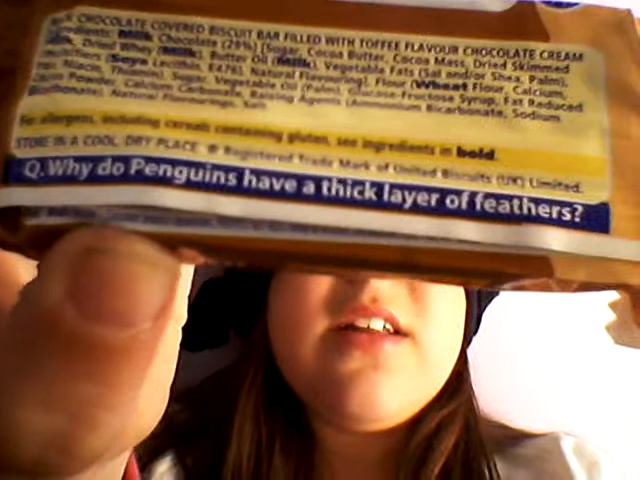 CHOCOLATE COVERED BISCUIT BAR FILLED WITH TOFFEE FLAVOUR CHOCOLATE CREAM
Ingredients: Milk Chocolate (28%) [Sugar, Cocoa Butter, Cocoa Mass, Dried Skimmed
Milk, Dried Whey (Milk), Butter Oil (Milk), Vegetable Fats (Sal and/or Shea, Palm),
(Soya Lecithin, E476), Natural Flavouring], Flour (Wheat Flour, Calcium,
Niacin, Thiamin), Sugar, Vegetable Oil (Palm), Glucose-Fructose Syrup, Fat Reduced
Calcium Carbonate, Raising Agents (Ammonium Bicarbonate, Sodium
Bicarbonate), Natural Flavourings, Salt
For allergens, including cereals containing gluten, see ingredients in bold.
STORE IN A COOL, DRY PLACE. ® Registered Trade Mark of United Biscuits (UK) Limited.
Q.Why do Penguins have a thick layer of feathers?